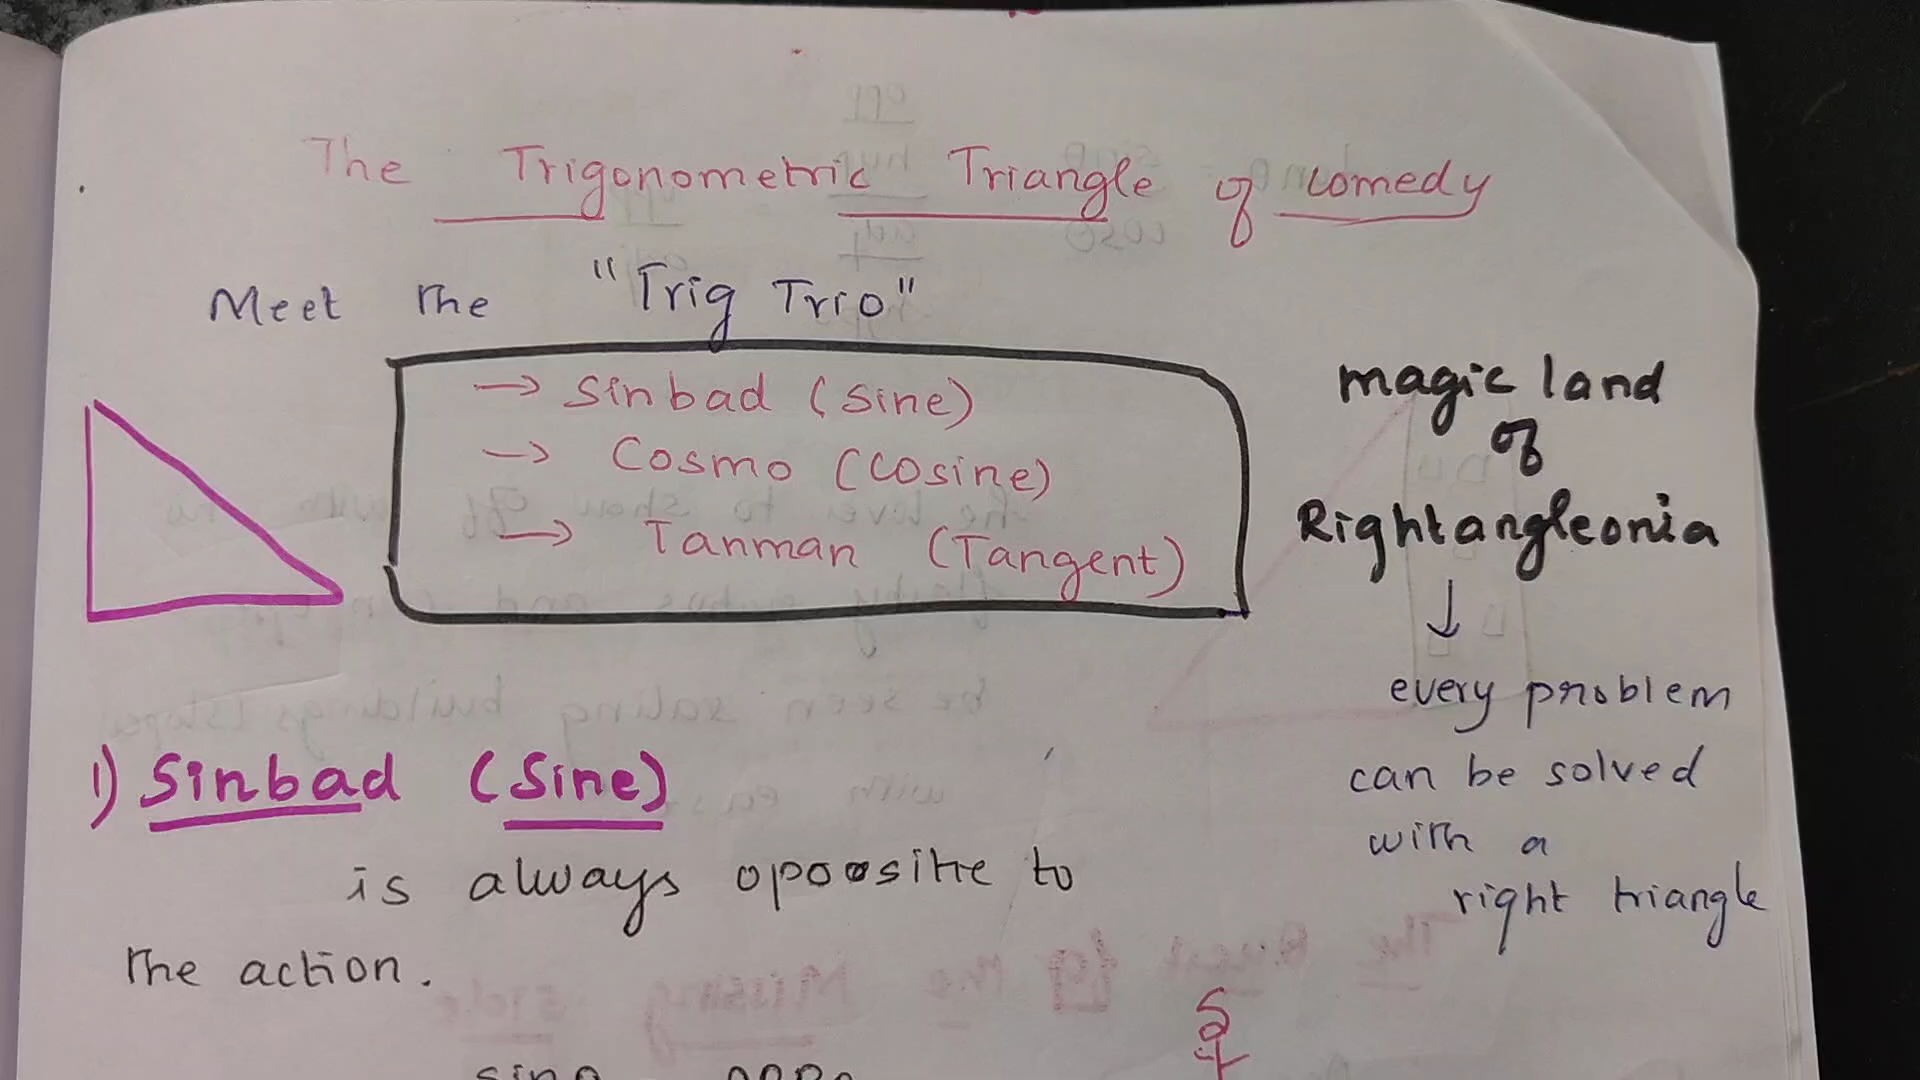 The Trigonometric Triangle of comedy
Meet the "Trig Trio"
→ Sinbad (sine)
→ Cosmo (cosine)
→ Tanman (Tangent)
magic land
of
Rightangleonia
↓
every problem
can be solved
with a
right triangle
1) Sinbad (Sine)
is always opoosite to
the action.